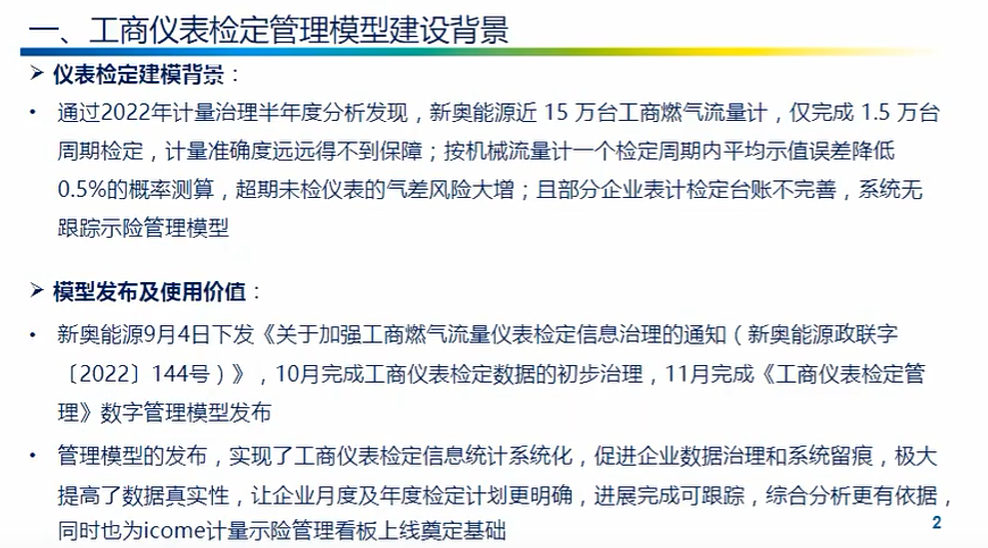 一、工商仪表检定管理模型建设背景
➢ 仪表检定建模背景：
• 通过2022年计量治理半年度分析发现，新奥能源近 15 万台工商燃气流量计，仅完成 1.5 万台
周期检定，计量准确度远远得不到保障；按机械流量计一个检定周期内平均示值误差降低
0.5%的概率测算，超期未检仪表的气差风险大增；且部分企业表计检定台账不完善，系统无
跟踪示险管理模型
➢ 模型发布及使用价值：
• 新奥能源9月4日下发《关于加强工商燃气流量仪表检定信息治理的通知（新奥能源政联字
〔2022〕144号）》，10月完成工商仪表检定数据的初步治理，11月完成《工商仪表检定管
理》数字管理模型发布
• 管理模型的发布，实现了工商仪表检定信息统计系统化，促进企业数据治理和系统留痕，极大
提高了数据真实性，让企业月度及年度检定计划更明确，进展完成可跟踪，综合分析更有依据，
同时也为icome计量示险管理看板上线奠定基础
2